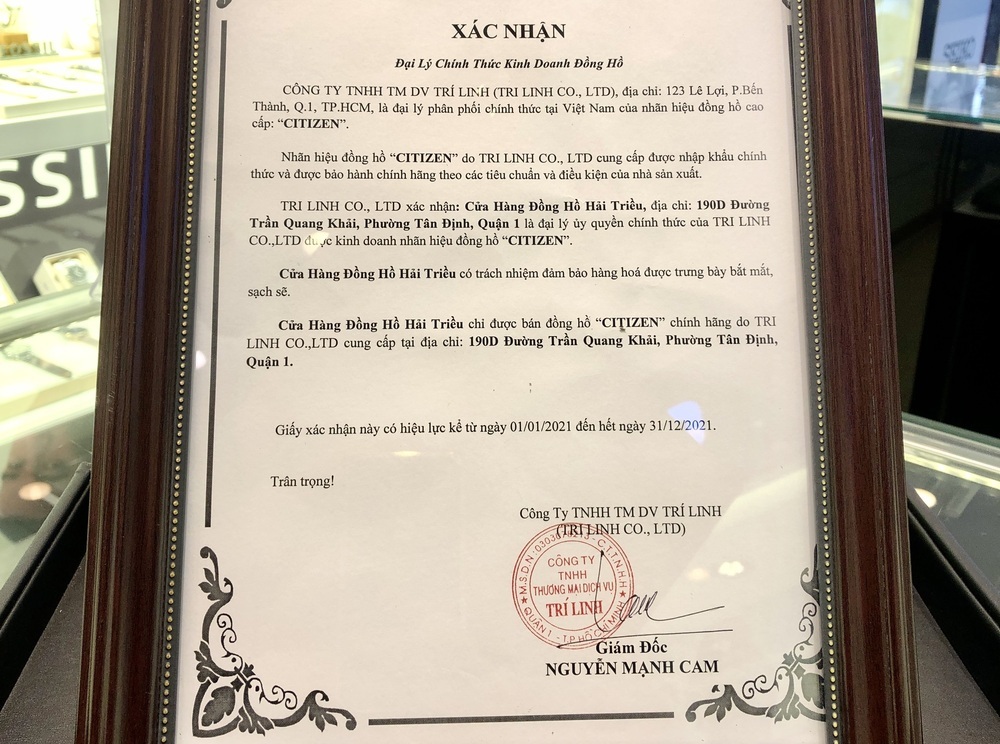 XÁC NHẬN
Đại Lý Chính Thức Kinh Doanh Đồng Hồ
CÔNG TY TNHH TM DV TRÍ LINH (TRI LINH CO., LTD), địa chỉ: 123 Lê Lợi, P.Bến
Thành, Q.1, TP.HCM, là đại lý phân phối chính thức tại Việt Nam của nhãn hiệu đồng hồ cao
cấp: “CITIZEN”.
Nhãn hiệu đồng hồ “CITIZEN” do TRI LINH CO., LTD cung cấp được nhập khẩu chính
thức và được bảo hành chính hãng theo các tiêu chuẩn và điều kiện của nhà sản xuất.
TRI LINH CO., LTD xác nhận: Cửa Hàng Đồng Hồ Hải Triều, địa chỉ: 190D Đường
Trần Quang Khải, Phường Tân Định, Quận 1 là đại lý ủy quyền chính thức của TRI LINH
CO.,LTD được kinh doanh nhãn hiệu đồng hồ “CITIZEN”.
Cửa Hàng Đồng Hồ Hải Triều có trách nhiệm đảm bảo hàng hoá được trưng bày bắt mắt,
sạch sẽ.
Cửa Hàng Đồng Hồ Hải Triều chỉ được bán đồng hồ “CITIZEN” chính hãng do TRI
LINH CO.,LTD cung cấp tại địa chỉ: 190D Đường Trần Quang Khải, Phường Tân Định,
Quận 1.
Giấy xác nhận này có hiệu lực kể từ ngày 01/01/2021 đến hết ngày 31/12/2021.
Trân trọng!
Công Ty TNHH TM DV TRÍ LINH
(TRI LINH CO., LTD)
CÔNG TY
TNHH
THƯƠNG MẠI DỊCH VỤ
TRÍ LINH
QUẬN 1 - T.P HỒ CHÍ MINH
Giám Đốc
NGUYỄN MẠNH CAM